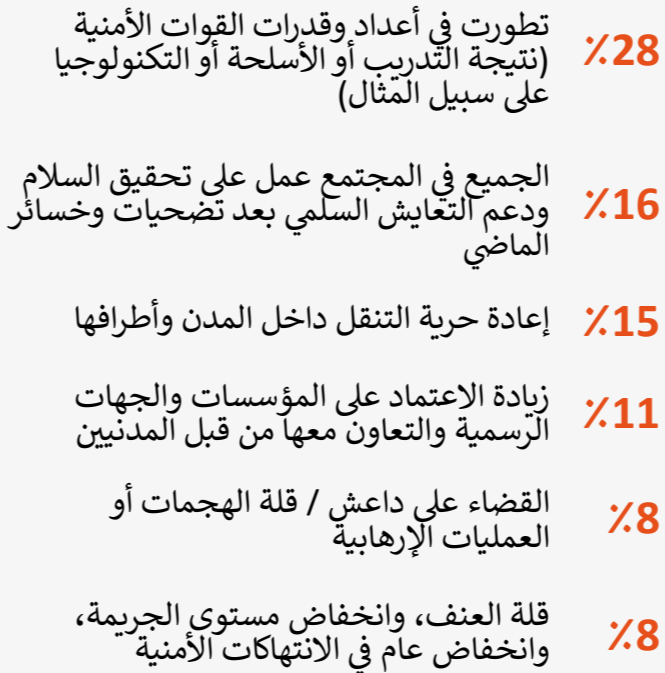 ٪28 تطورت في أعداد وقدرات القوات الأمنية
(نتيجة التدريب أو الأسلحة أو التكنولوجيا
على سبيل المثال)
الجميع في المجتمع عمل على تحقيق السلام
٪16 ودعم التعايش السلمي بعد تضحيات وخسائر
الماضي
٪15 إعادة حرية التنقل داخل المدن وأطرافها
٪11 زيادة الاعتماد على المؤسسات والجهات
الرسمية والتعاون معها من قبل المدنيين
٪8 القضاء على داعش / قلة الهجمات أو
العمليات الإرهابية
٪8 قلة العنف، وانخفاض مستوى الجريمة،
وانخفاض عام في الانتهاكات الأمنية